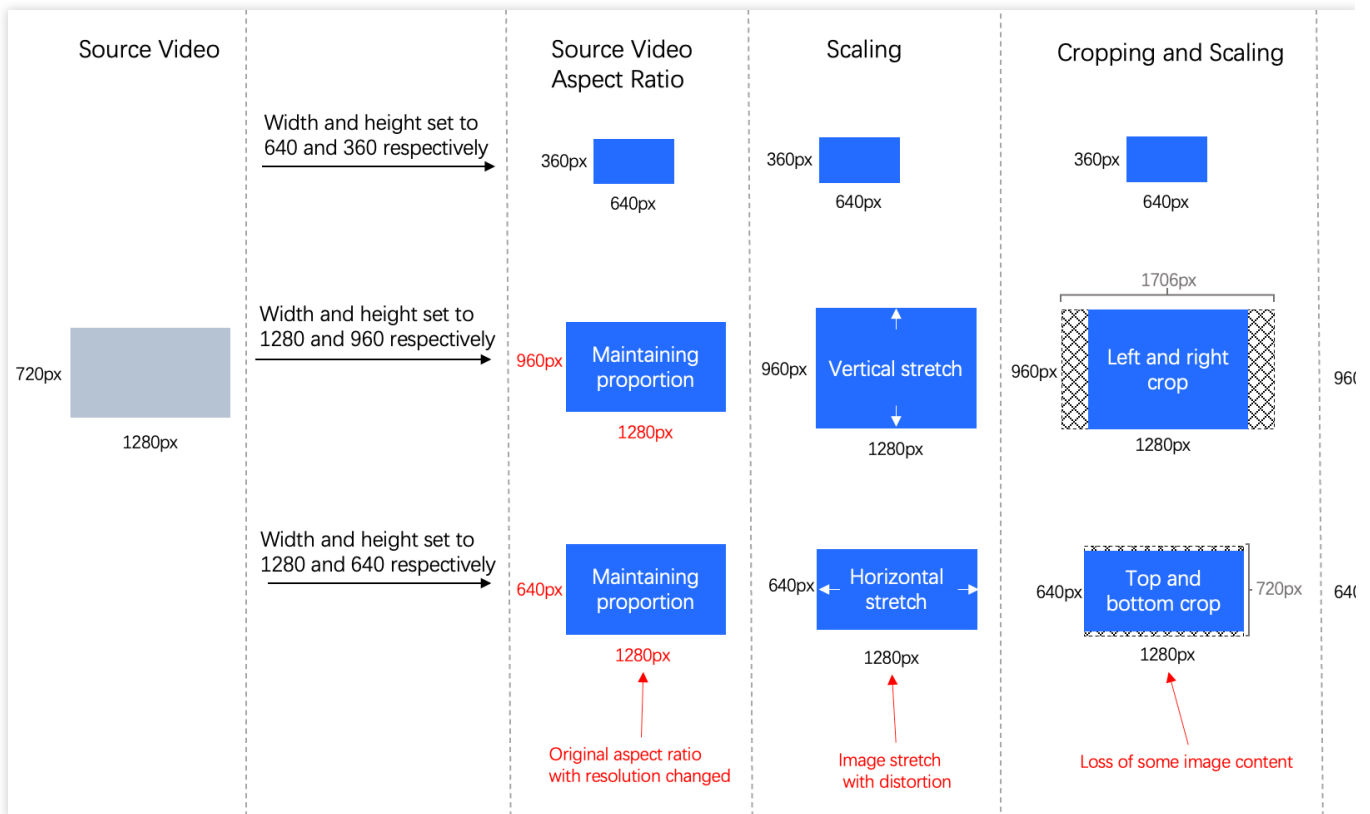 Source Video
Source Video
Aspect Ratio
Scaling
Cropping and Scaling
Width and height set to
640 and 360 respectively
360px
640px
360px
640px
360px
640px
720px
1280px
Width and height set to
1280 and 960 respectively
960px
Maintaining
proportion
1280px
960px
Vertical stretch
1280px
1706px
960px
Left and right
crop
1280px
960
Width and height set to
1280 and 640 respectively
640px
Maintaining
proportion
1280px
640px
Horizontal
stretch
1280px
640px
Top and
bottom crop
720px
1280px
640
Original aspect ratio
with resolution changed
Image stretch
with distortion
Loss of some image content